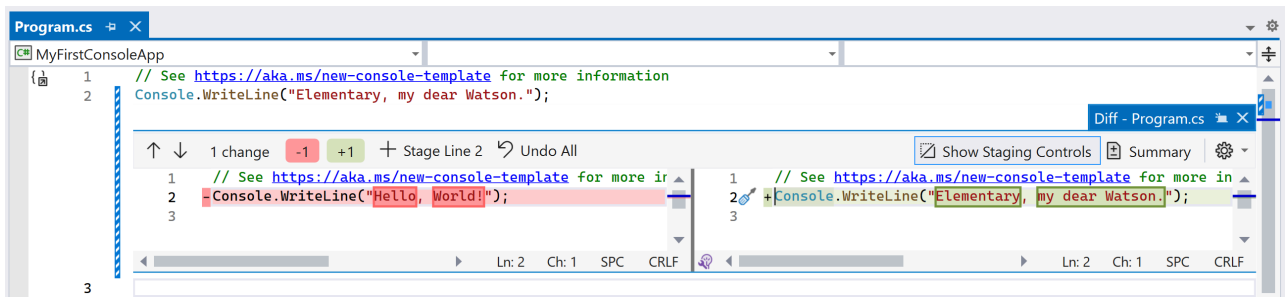 Program.cs
C# MyFirstConsoleApp
1 // See https://aka.ms/new-console-template for more information
2 Console.WriteLine("Elementary, my dear Watson.");
Diff - Program.cs
1 change -1 +1 Stage Line 2 Undo All Show Staging Controls Summary
1 // See https://aka.ms/new-console-template for more in
2 -Console.WriteLine("Hello, World!");
3
Ln: 2 Ch: 1 SPC CRLF
1 // See https://aka.ms/new-console-template for more in
2 +Console.WriteLine("Elementary, my dear Watson.");
3
Ln: 2 Ch: 1 SPC CRLF
3